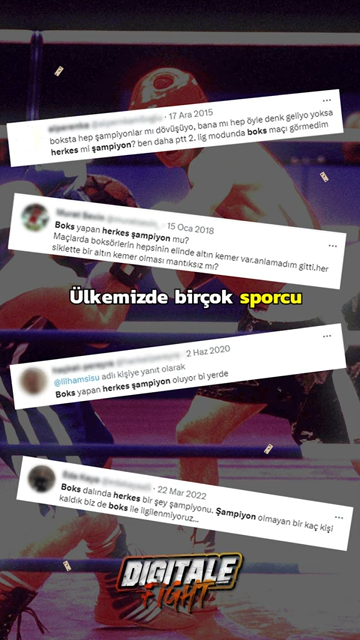 · 17 Ara 2015
boksta hep şampiyonlar mı dövüşüyo, bana mı hep öyle denk geliyo yoksa
herkes mi şampiyon? ben daha ptt 2. lig modunda boks maçı görmedim
· 15 Oca 2018
Boks yapan herkes şampiyon mu?
Maçlarda boksörlerin hepsinin elinde altın kemer var.anlamadım gitti.her
siklette bir altın kemer olması mantıksız mı?
Ülkemizde birçok sporcu
· 2 Haz 2020
@lilhamsisu adlı kişiye yanıt olarak
Boks yapan herkes şampiyon oluyor bi yerde
· 22 Mar 2022
Boks dalında herkes bir şey şampiyonu. Şampiyon olmayan bir kaç kişi
kaldık biz de boks ile ligilenmiyoruz...
DIGITALE
FIGHT